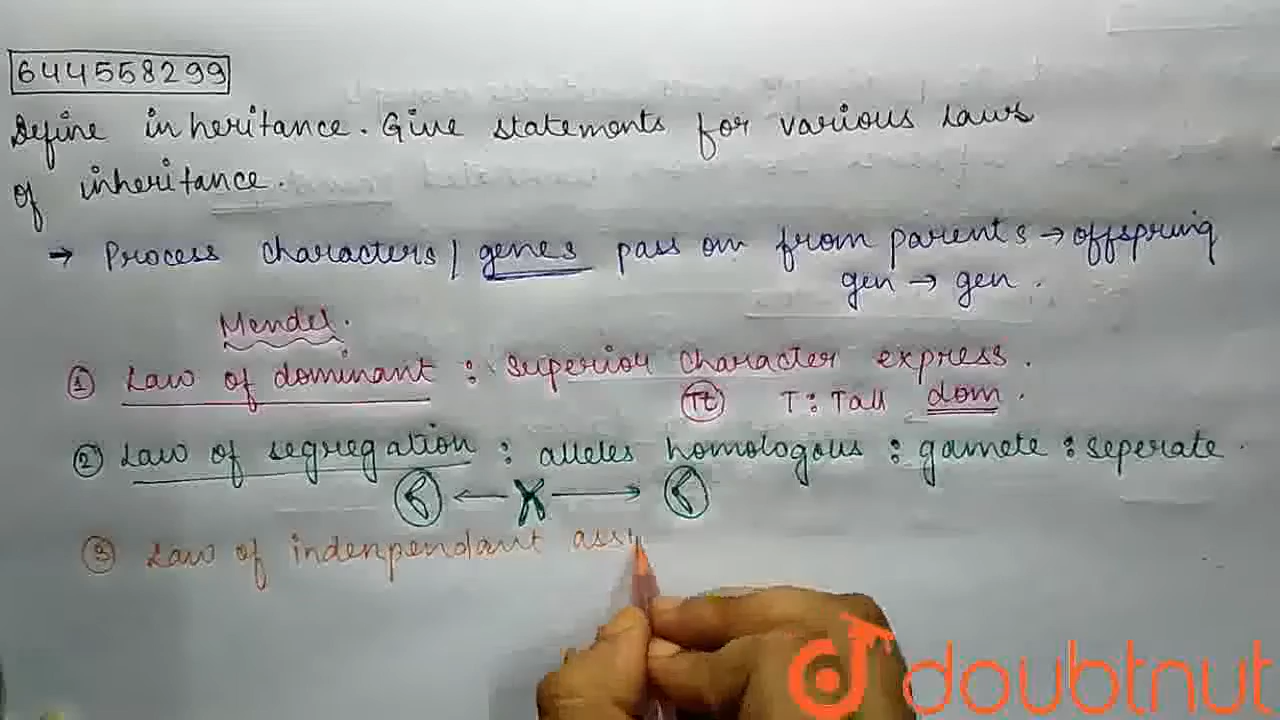 644558299
Define inheritance. Give statements for various laws
of inheritance.
→ Process characters/genes pass on from parents → offspring
gen → gen.
Mendel.
① Law of dominant : superior character express.
Tt T : Tall dom.
② Law of segregation : alleles homologous : gamete : seperate.
③ Law of indenpendant ass
doubtnut